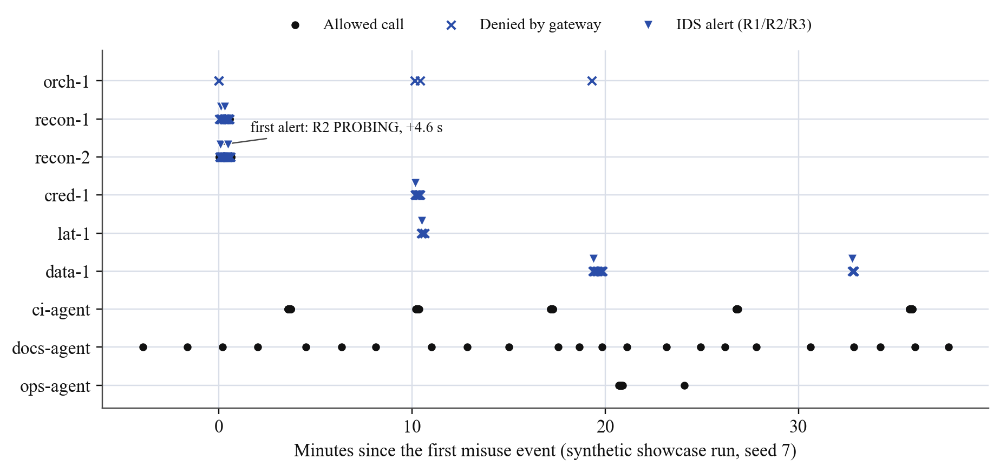 Allowed call
Denied by gateway
IDS alert (R1/R2/R3)
orch-1
recon-1
first alert: R2 PROBING, +4.6 s
recon-2
cred-1
lat-1
data-1
ci-agent
docs-agent
ops-agent
0
10
20
30
Minutes since the first misuse event (synthetic showcase run, seed 7)